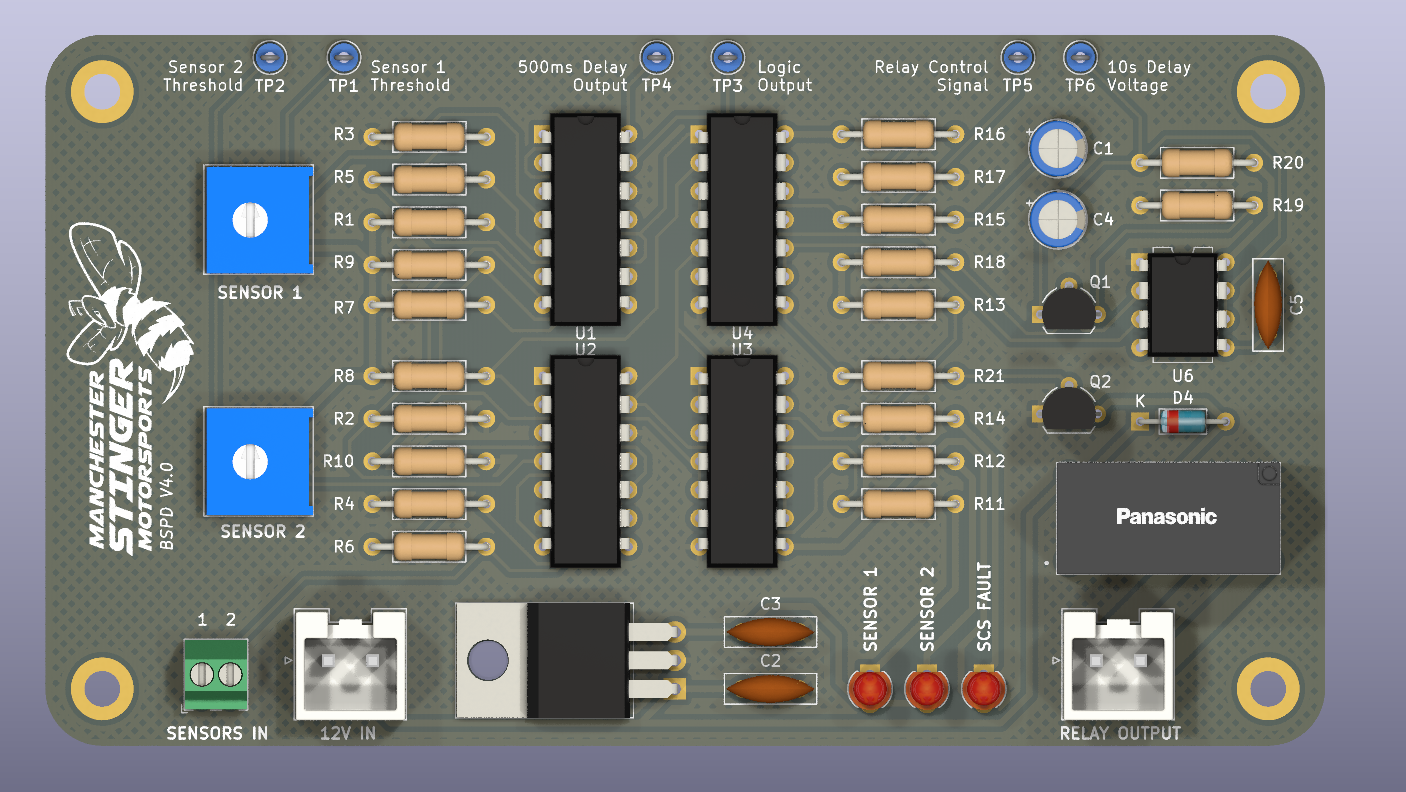 Sensor 2
Threshold
TP2
TP1
Sensor 1
Threshold
500ms Delay
Output
TP4
TP3
Logic
Output
Relay Control
Signal
TP5
TP6
10s Delay
Voltage
R3
R5
R1
R9
R7
R8
R2
R10
R4
R6
SENSOR 1
SENSOR 2
MANCHESTER
STINGER
MOTORSPORTS
BSPD V4.0
U1
U2
U4
U3
R16
R17
R15
R18
R13
R21
R14
R12
R11
+
C1
+
C4
R20
R19
Q1
Q2
C5
U6
D4
K
Panasonic
1 2
SENSORS IN
12V IN
C3
C2
SENSOR 1
SENSOR 2
SCS FAULT
RELAY OUTPUT